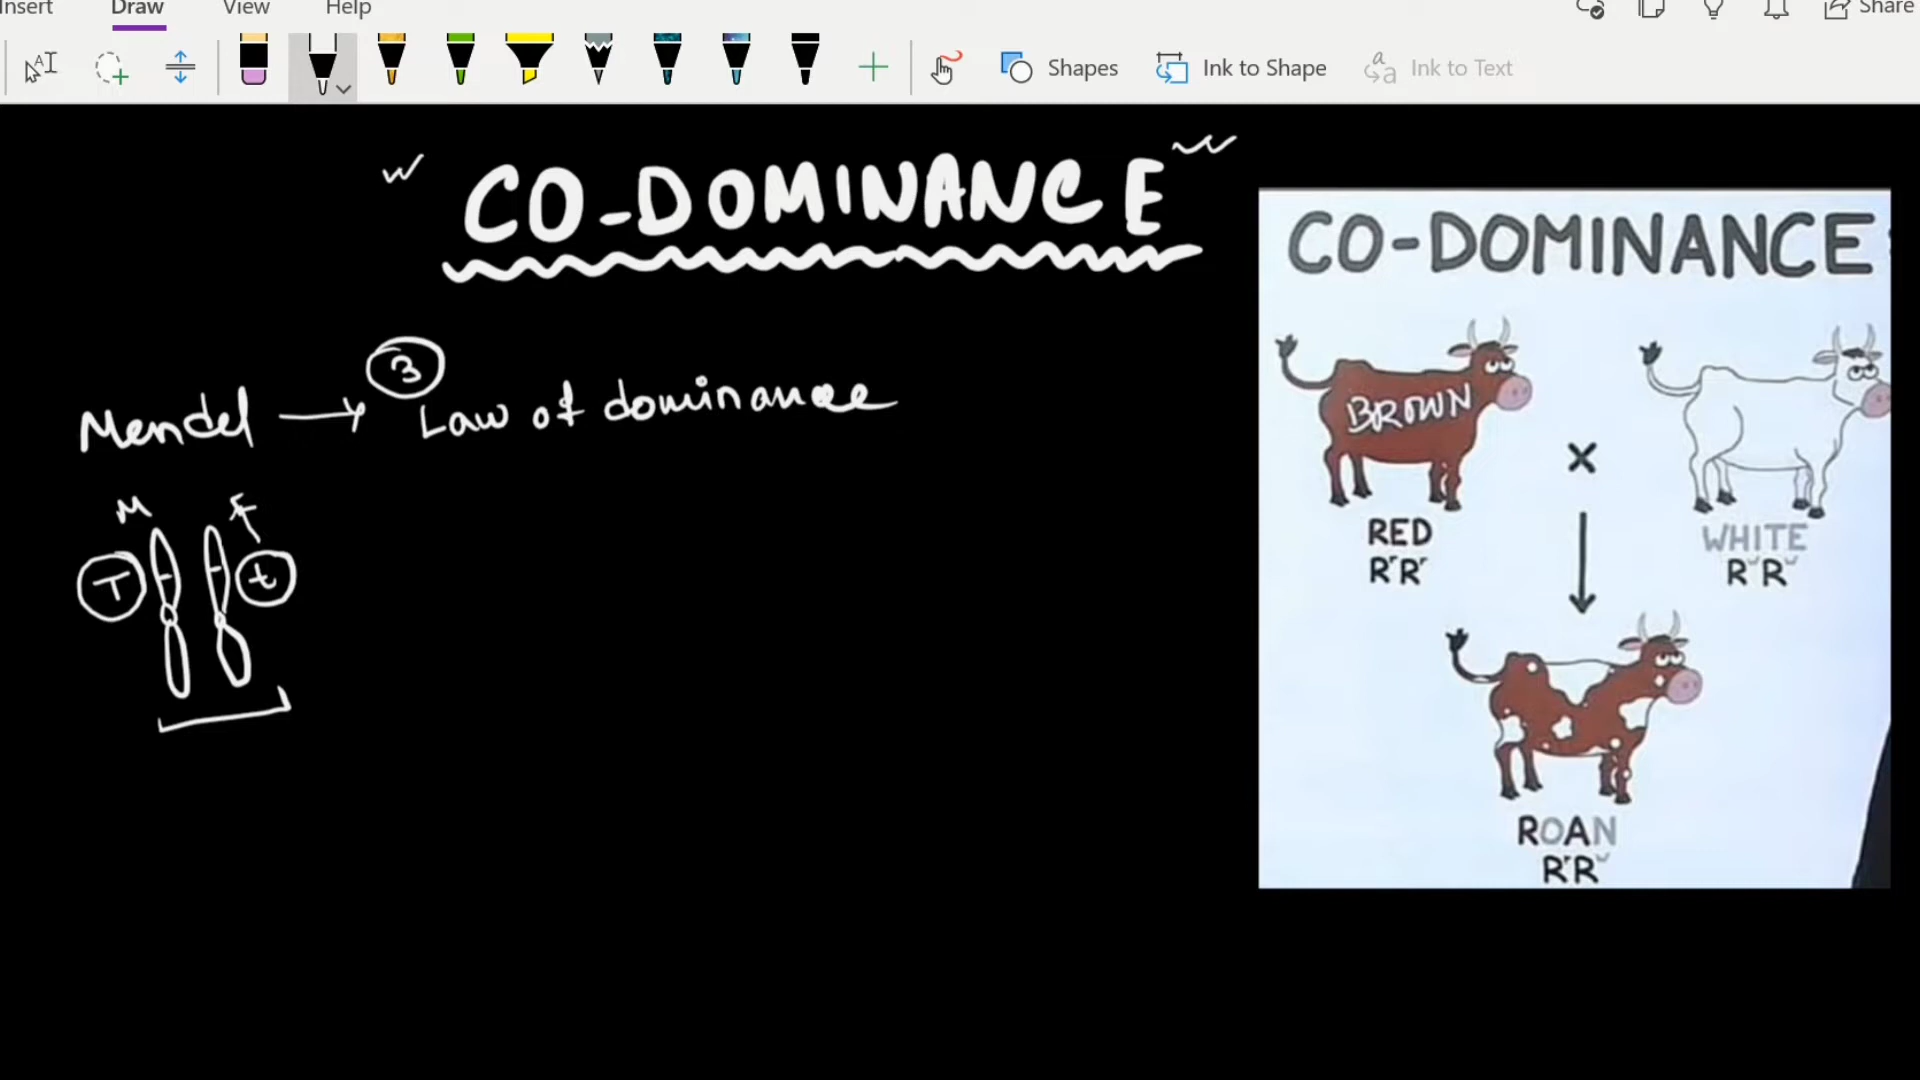 Insert Draw View Help Share
Shapes Ink to Shape Ink to Text
" CO-DOMINANCE "
Mendel → ③ Law of dominance
M F
T t
CO-DOMINANCE
BROWN
×
RED WHITE
RʳRʳ RʷRʷ
ROAN
RʳRʷ